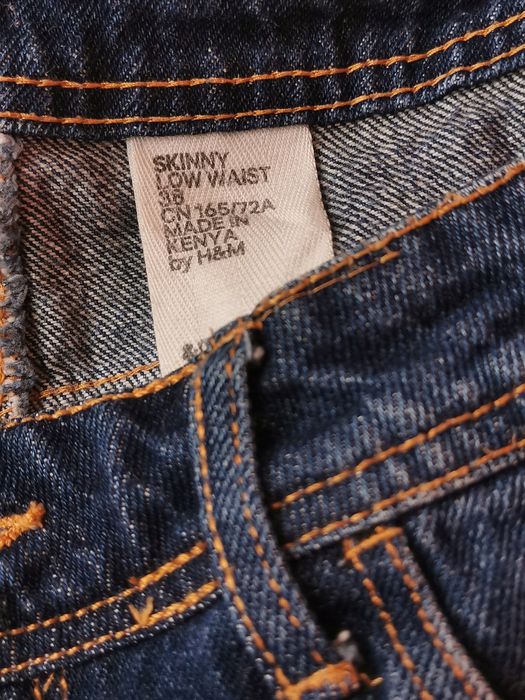 SKINNY
LOW WAIST
38
CN 165/72A
MADE IN
KENYA
by H&M